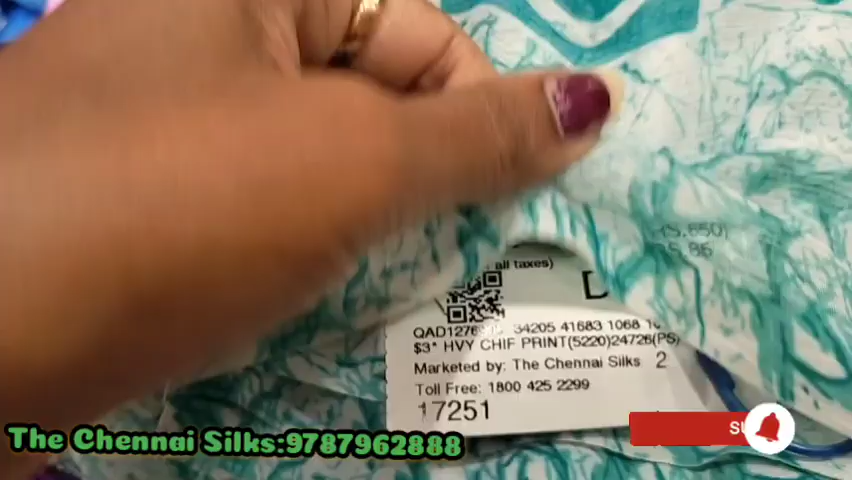 all taxes)
D
34205 41683 1068
$3* HVY CHIF PRINT(5220)24726(PS)
Marketed by: The Chennai Silks 2
Toll Free: 1800 425 2299
17251
The Chennai Silks:9787962888